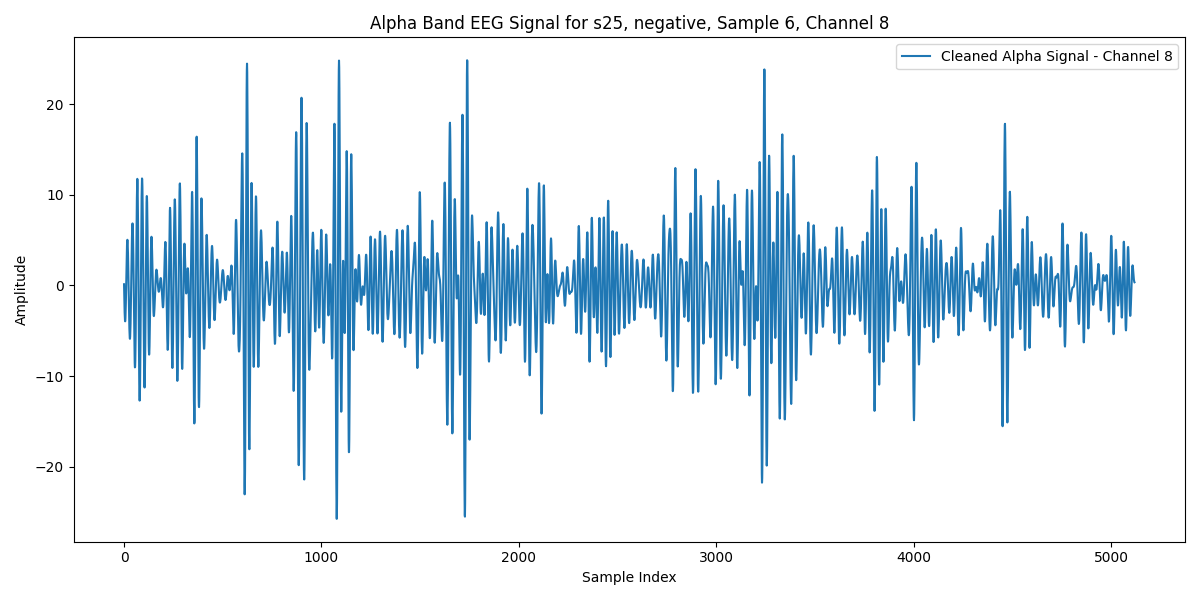 Alpha Band EEG Signal for s25, negative, Sample 6, Channel 8
Cleaned Alpha Signal - Channel 8
Amplitude
20
10
0
−10
−20
0 1000 2000 3000 4000 5000
Sample Index